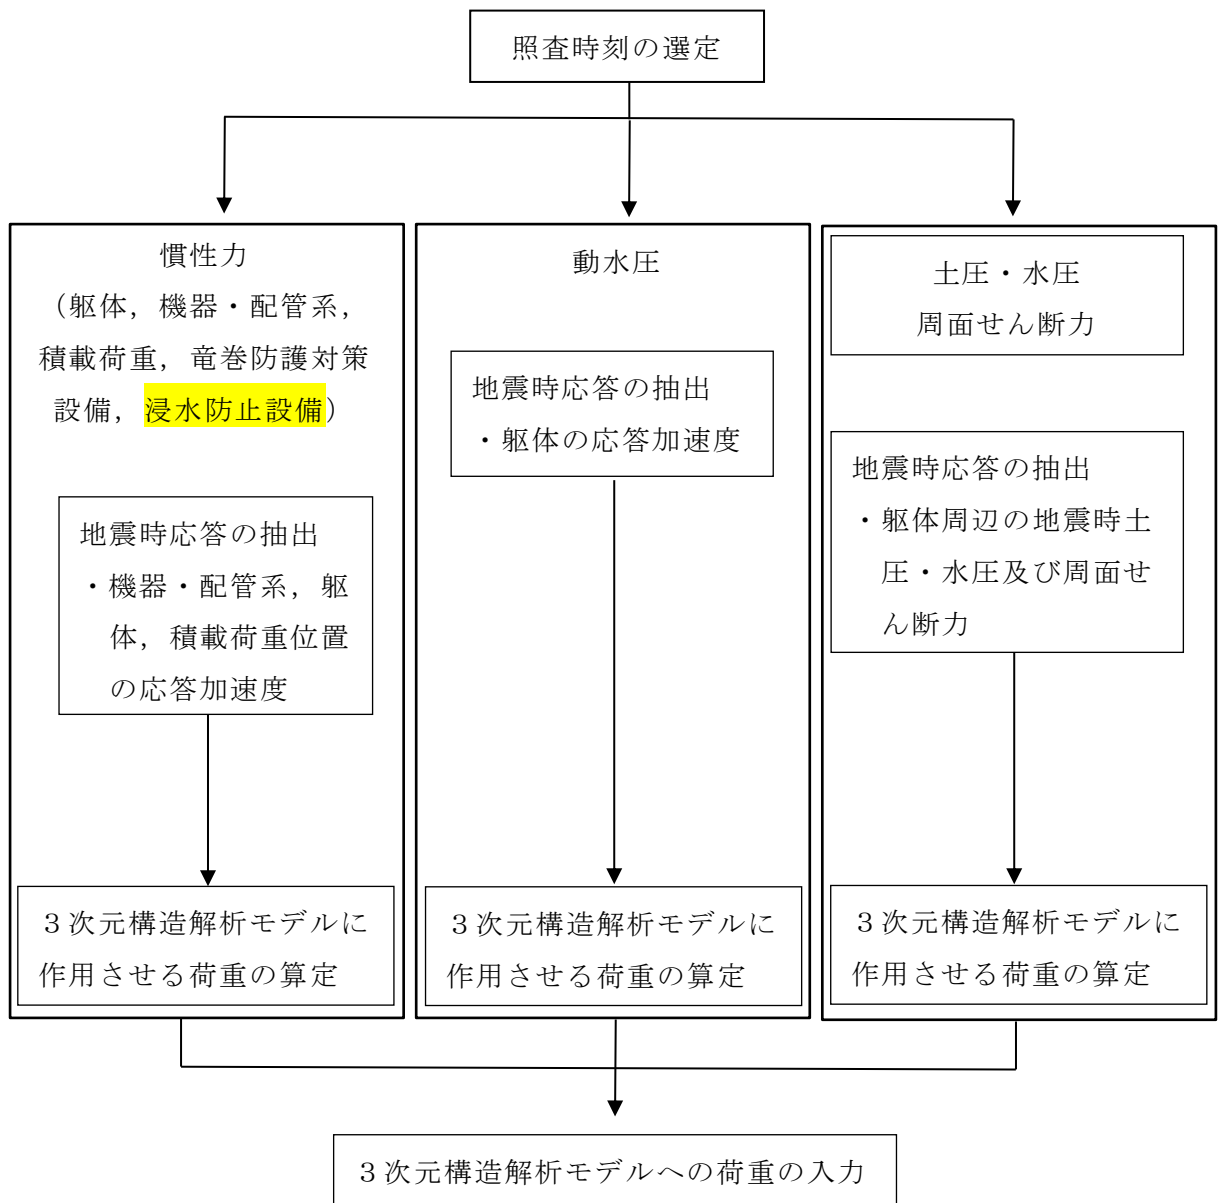 照査時刻の選定
慣性力
（躯体，機器・配管系，
積載荷重，竜巻防護対策
設備，浸水防止設備）
地震時応答の抽出
・機器・配管系，躯
体，積載荷重位置
の応答加速度
３次元構造解析モデルに
作用させる荷重の算定
動水圧
地震時応答の抽出
・躯体の応答加速度
３次元構造解析モデルに
作用させる荷重の算定
土圧・水圧
周面せん断力
地震時応答の抽出
・躯体周辺の地震時土
圧・水圧及び周面せ
ん断力
３次元構造解析モデルに
作用させる荷重の算定
３次元構造解析モデルへの荷重の入力